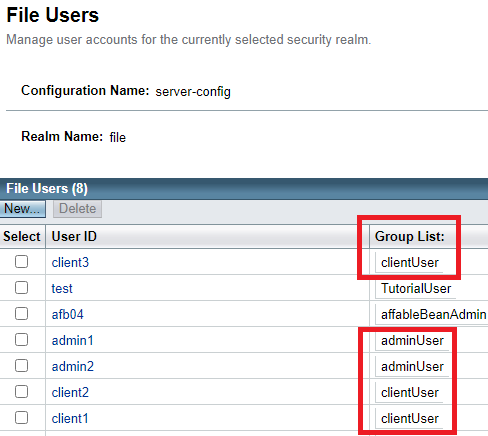 File Users
Manage user accounts for the currently selected security realm.
Configuration Name: server-config
Realm Name: file
File Users (8)
New... Delete
Select User ID Group List:
client3 clientUser
test TutorialUser
afb04 affableBeanAdmin
admin1 adminUser
admin2 adminUser
client2 clientUser
client1 clientUser